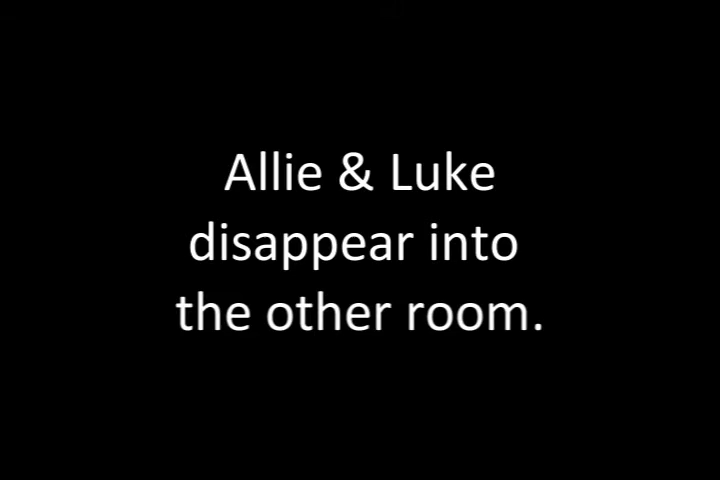 Allie & Luke
disappear into
the other room.